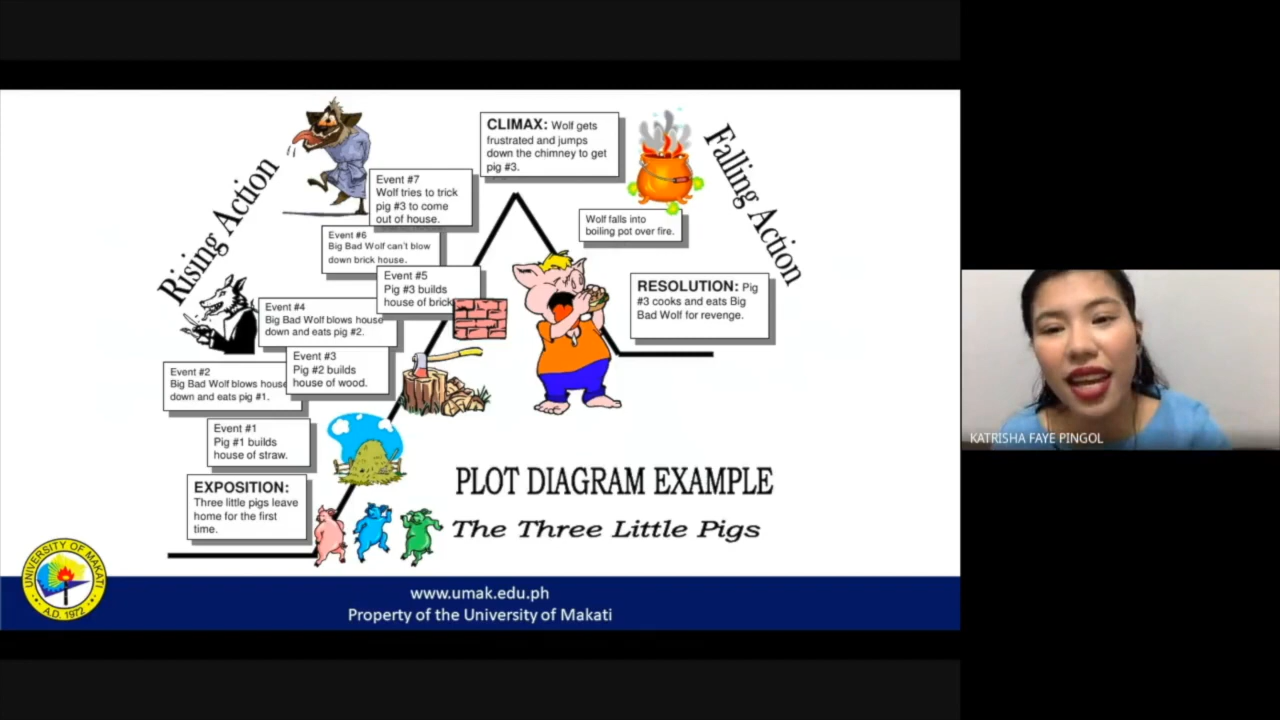 Rising Action
Event #7
Wolf tries to trick
pig #3 to come
out of house.
Event #6
Big Bad Wolf can't blow
down brick house.
Event #5
Pig #3 builds
house of brick
Event #4
Big Bad Wolf blows house
down and eats pig #2.
Event #3
Pig #2 builds
house of wood.
Event #2
Big Bad Wolf blows house
down and eats pig #1.
Event #1
Pig #1 builds
house of straw.
EXPOSITION:
Three little pigs leave
home for the first
time.
CLIMAX: Wolf gets
frustrated and jumps
down the chimney to get
pig #3.
Falling Action
Wolf falls into
boiling pot over fire.
RESOLUTION: Pig
#3 cooks and eats Big
Bad Wolf for revenge.
PLOT DIAGRAM EXAMPLE
The Three Little Pigs
UNIVERSITY OF MAKATI
A.D. 1972
www.umak.edu.ph
Property of the University of Makati
KATRISHA FAYE PINGOL